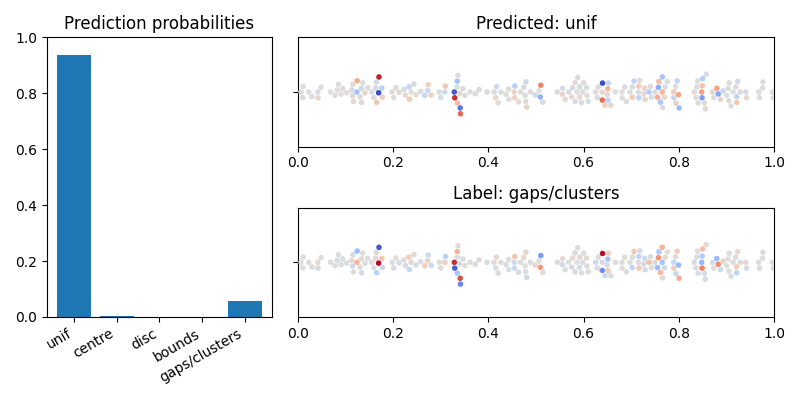 Prediction probabilities
1.0
0.8
0.6
0.4
0.2
0.0
unif
centre
disc
bounds
gaps/clusters
Predicted: unif
0.0 0.2 0.4 0.6 0.8 1.0
Label: gaps/clusters
0.0 0.2 0.4 0.6 0.8 1.0